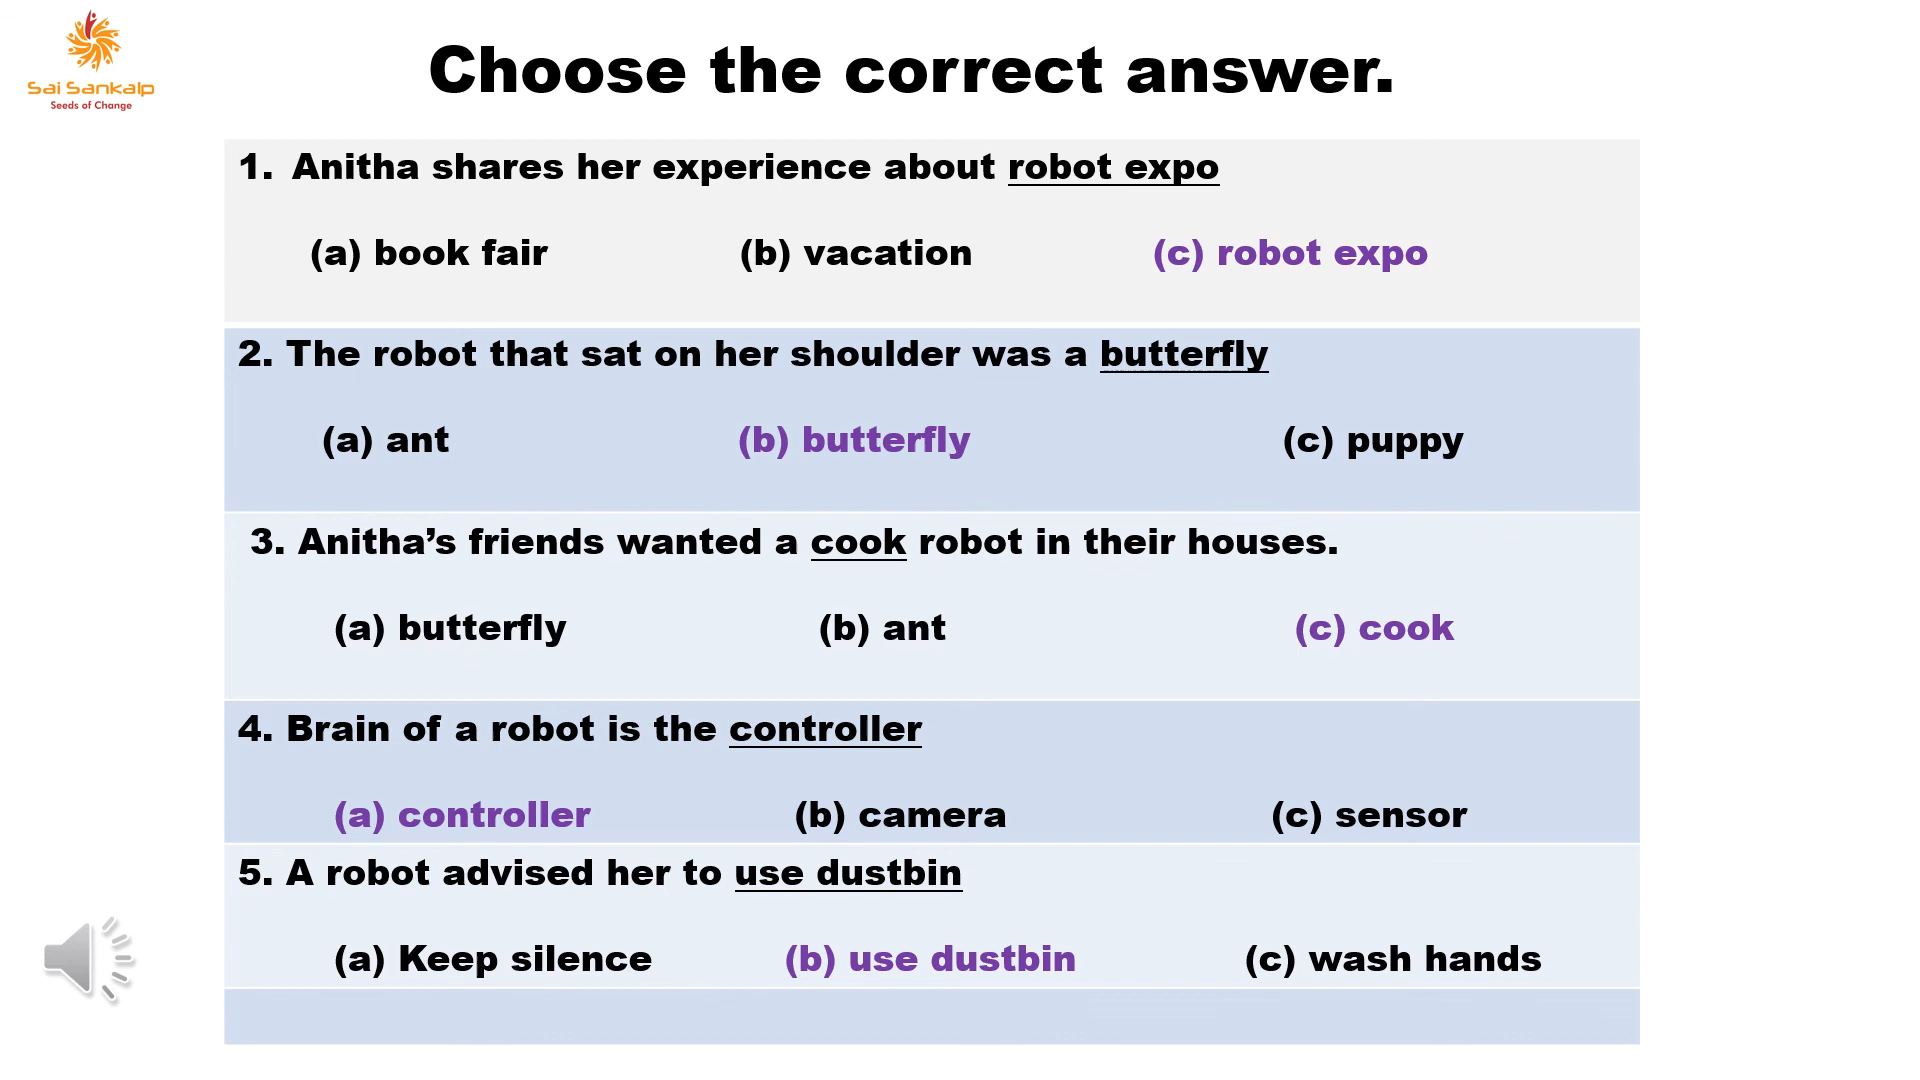 Sai Sankalp
Seeds of Change
Choose the correct answer.
1. Anitha shares her experience about robot expo
(a) book fair (b) vacation (c) robot expo
2. The robot that sat on her shoulder was a butterfly
(a) ant (b) butterfly (c) puppy
3. Anitha’s friends wanted a cook robot in their houses.
(a) butterfly (b) ant (c) cook
4. Brain of a robot is the controller
(a) controller (b) camera (c) sensor
5. A robot advised her to use dustbin
(a) Keep silence (b) use dustbin (c) wash hands